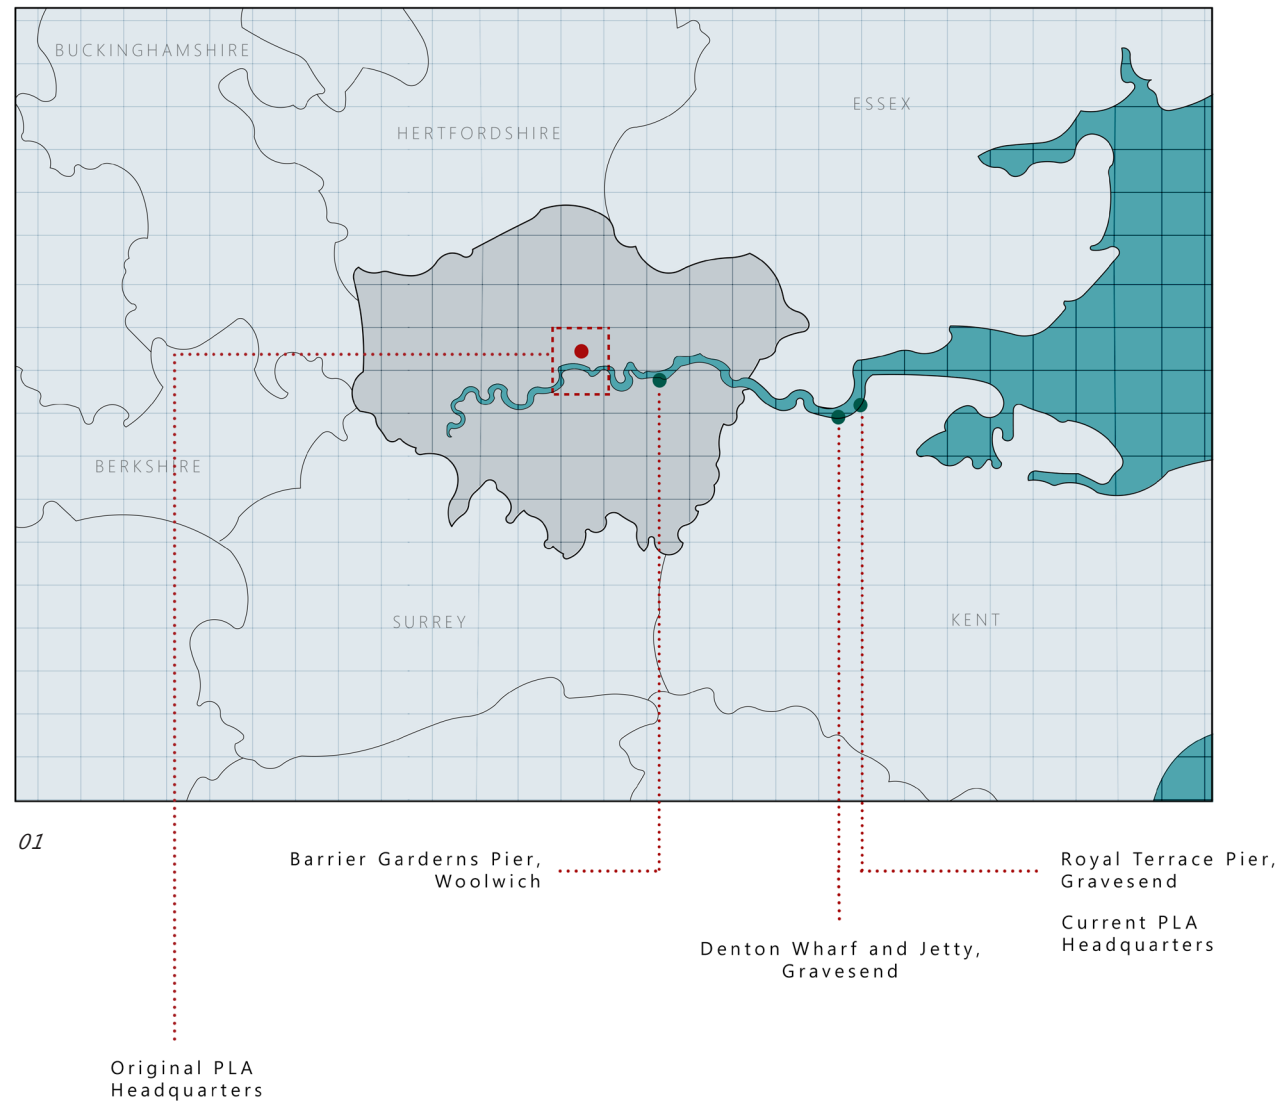 BUCKINGHAMSHIRE
ESSEX
HERTFORDSHIRE
BERKSHIRE
SURREY
KENT
01
Barrier Garderns Pier,
Woolwich
Royal Terrace Pier,
Gravesend
Current PLA
Headquarters
Denton Wharf and Jetty,
Gravesend
Original PLA
Headquarters